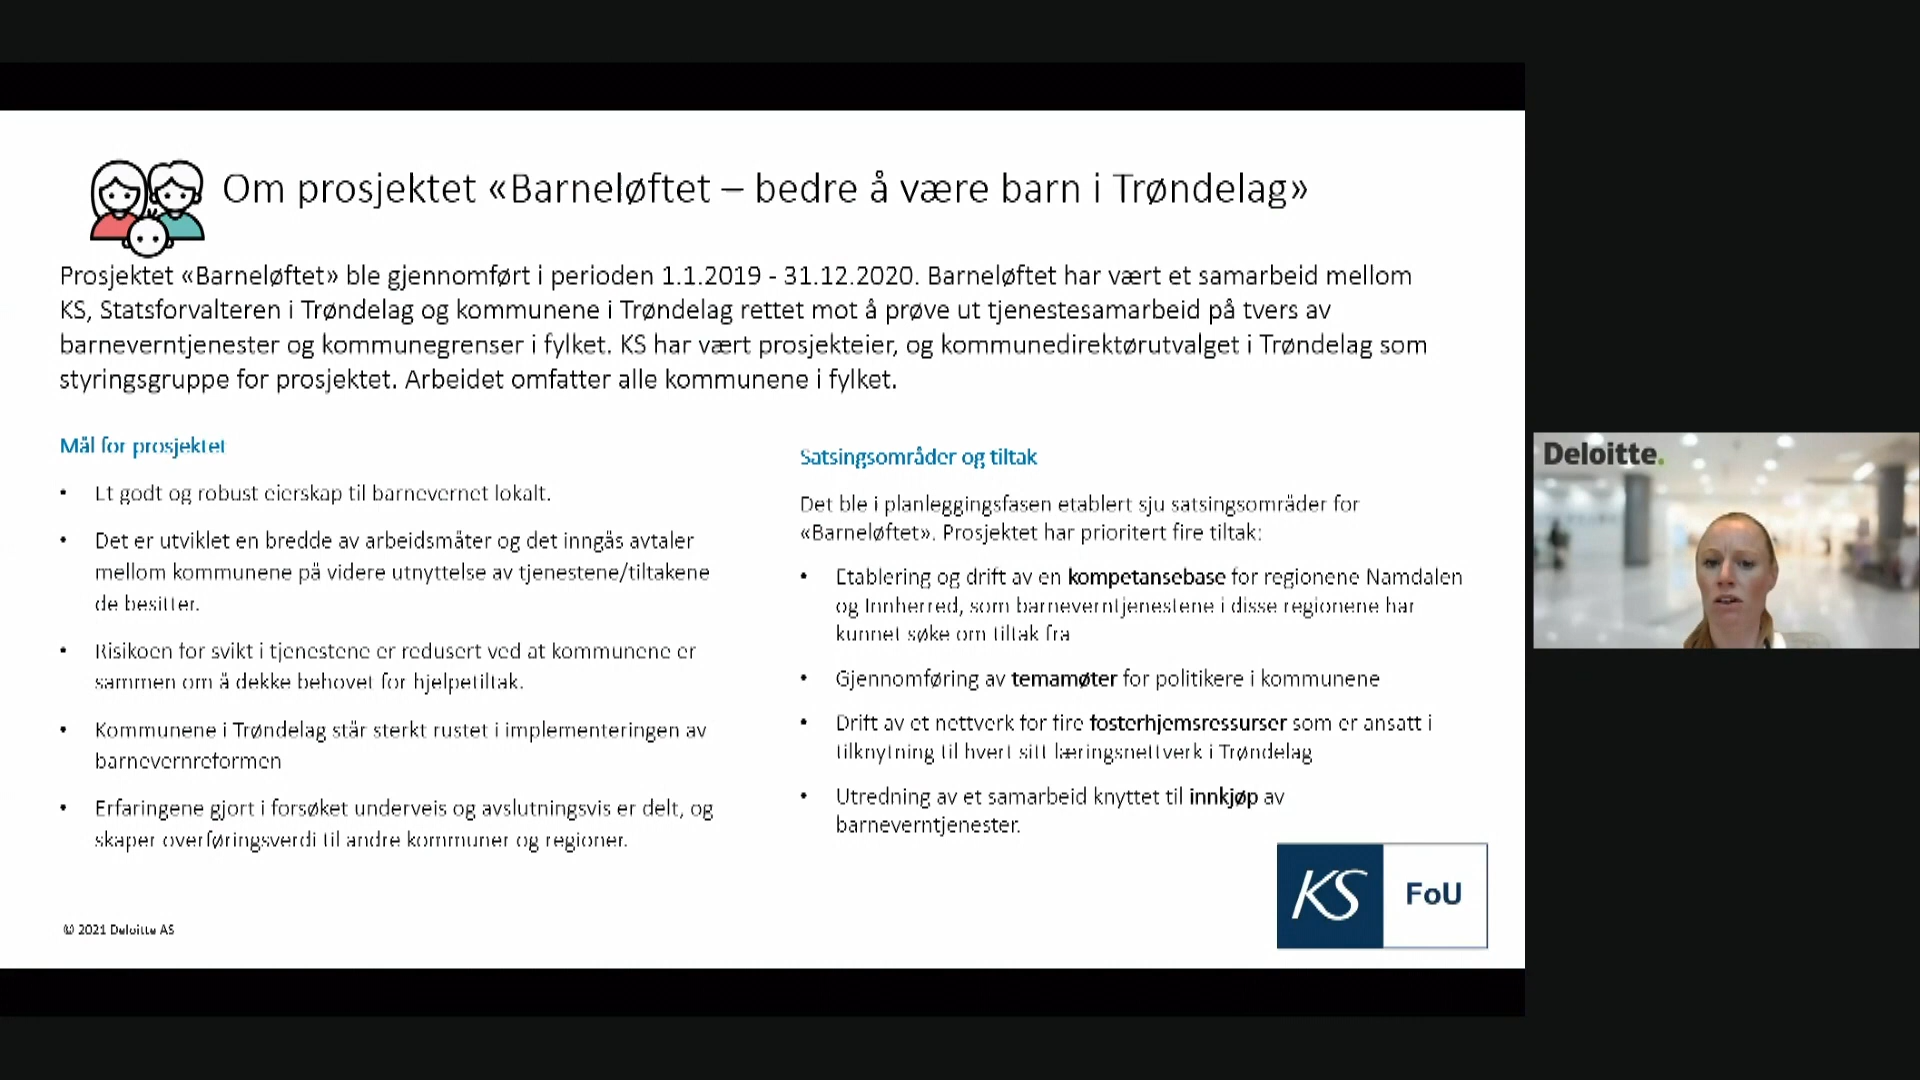 Om prosjektet «Barneløftet – bedre å være barn i Trøndelag»
Prosjektet «Barneløftet» ble gjennomført i perioden 1.1.2019 - 31.12.2020. Barneløftet har vært et samarbeid mellom
KS, Statsforvalteren i Trøndelag og kommunene i Trøndelag rettet mot å prøve ut tjenestesamarbeid på tvers av
barneverntjenester og kommunegrenser i fylket. KS har vært prosjekteier, og kommunedirektørutvalget i Trøndelag som
styringsgruppe for prosjektet. Arbeidet omfatter alle kommunene i fylket.
Mål for prosjektet
• Et godt og robust eierskap til barnevernet lokalt.
• Det er utviklet en bredde av arbeidsmåter og det inngås avtaler
mellom kommunene på videre utnyttelse av tjenestene/tiltakene
de besitter.
• Risikoen for svikt i tjenestene er redusert ved at kommunene er
sammen om å dekke behovet for hjelpetiltak.
• Kommunene i Trøndelag står sterkt rustet i implementeringen av
barnevernreformen
• Erfaringene gjort i forsøket underveis og avslutningsvis er delt, og
skaper overføringsverdi til andre kommuner og regioner.
Satsingsområder og tiltak
Det ble i planleggingsfasen etablert sju satsingsområder for
«Barneløftet». Prosjektet har prioritert fire tiltak:
• Etablering og drift av en kompetansebase for regionene Namdalen
og Innherred, som barneverntjenestene i disse regionene har
kunnet søke om tiltak fra
• Gjennomføring av temamøter for politikere i kommunene
• Drift av et nettverk for fire fosterhjemsressurser som er ansatt i
tilknytning til hvert sitt læringsnettverk i Trøndelag
• Utredning av et samarbeid knyttet til innkjøp av
barneverntjenester.
© 2021 Deloitte AS
KS FoU
Deloitte.